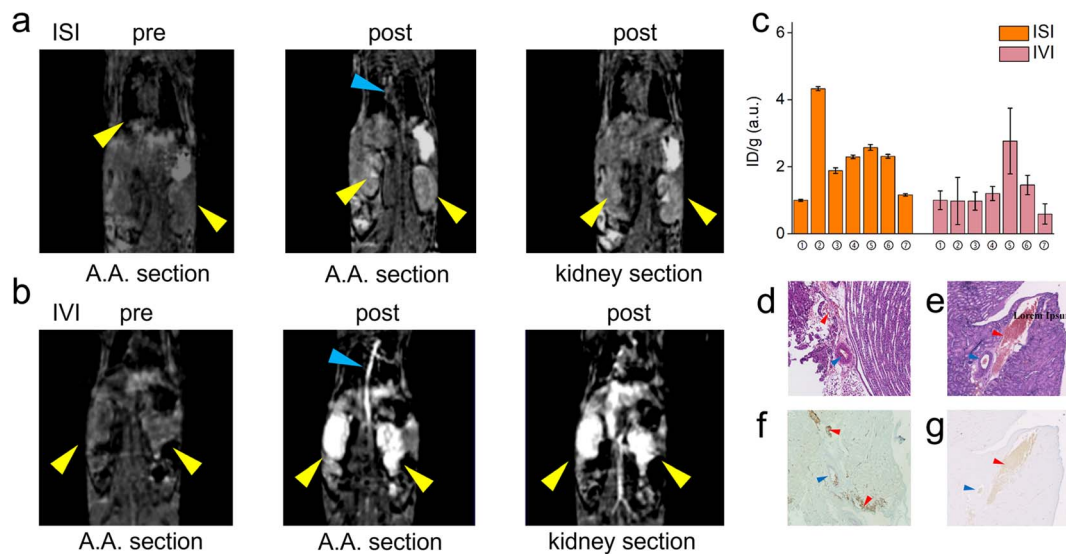 a
ISI
pre
post
post
A.A. section
A.A. section
kidney section
b
IVI
pre
post
post
A.A. section
A.A. section
kidney section
c
ISI
IVI
6
4
2
0
ID/g (a.u.)
① ② ③ ④ ⑤ ⑥ ⑦ ① ② ③ ④ ⑤ ⑥ ⑦
d
e
Lorem Ipsu
f
g